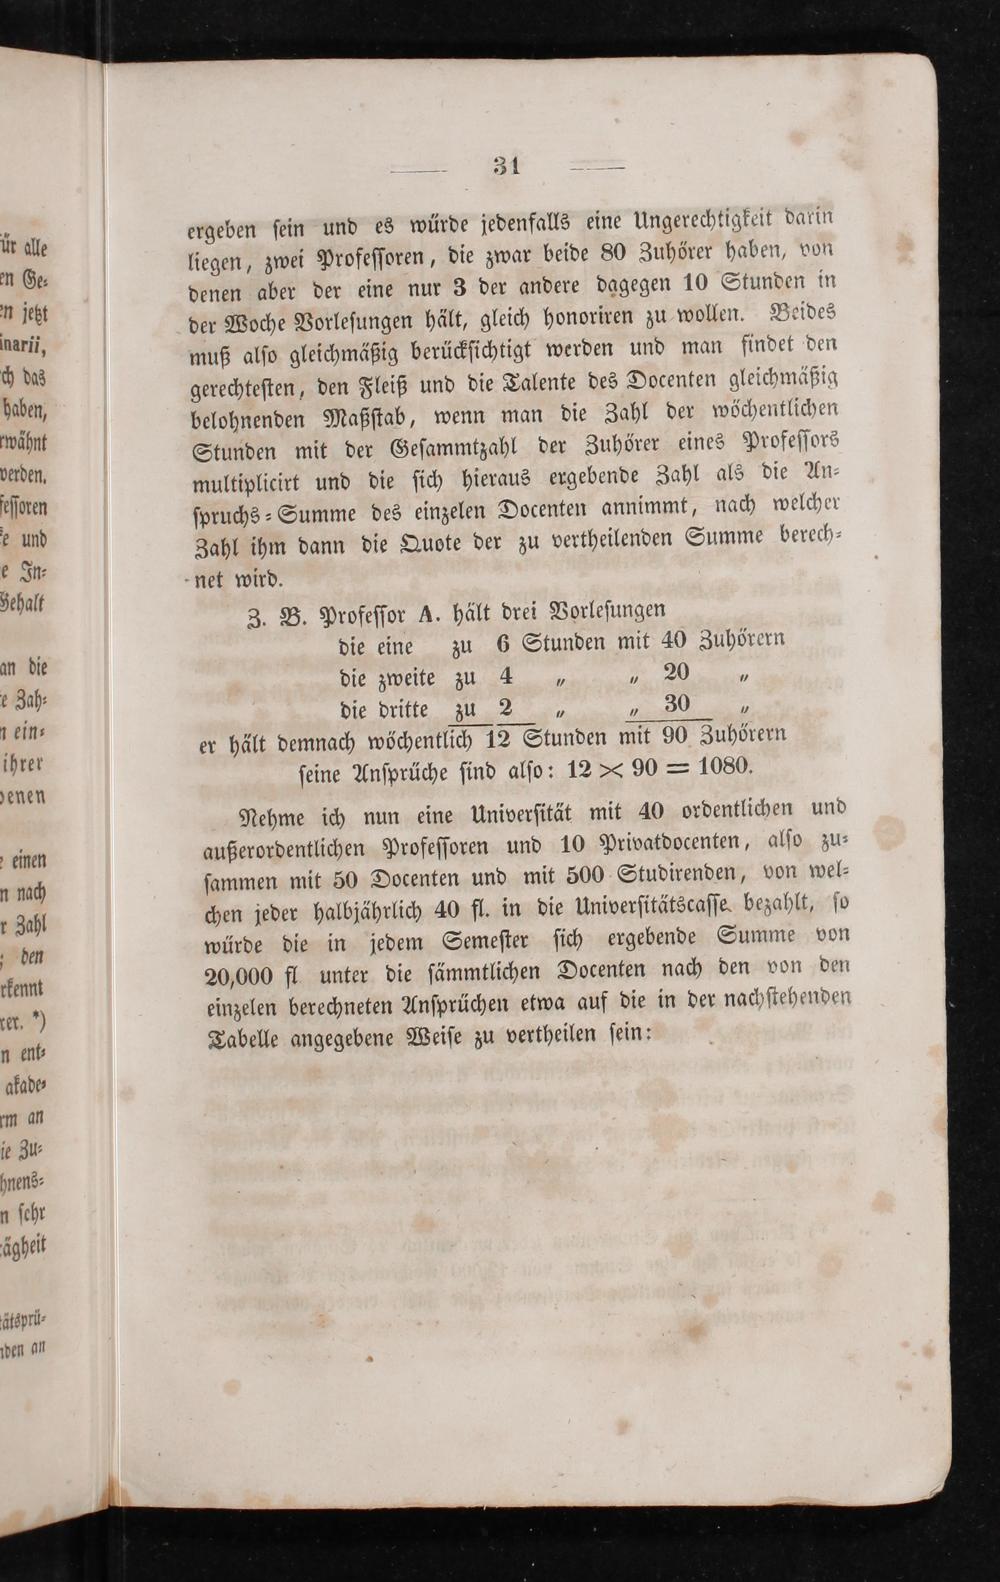 31
ergeben sein und es würde jedenfalls eine Ungerechtigkeit darin
liegen, zwei Professoren, die zwar beide 80 Zuhörer haben, von
denen aber der eine nur 3 der andere dagegen 10 Stunden in
der Woche Vorlesungen hält, gleich honoriren zu wollen. Beides
muß also gleichmäßig berücksichtigt werden und man findet den
gerechtesten, den Fleiß und die Talente des Docenten gleichmäßig
belohnenden Maßstab, wenn man die Zahl der wöchentlichen
Stunden mit der Gesammtzahl der Zuhörer eines Professors
multiplicirt und die sich hieraus ergebende Zahl als die An-
spruchs-Summe des einzelen Docenten annimmt, nach welcher
Zahl ihm dann die Quote der zu vertheilenden Summe berech-
net wird.
Z. B. Professor A. hält drei Vorlesungen
die eine zu 6 Stunden mit 40 Zuhörern
die zweite zu 4 „ „ 20 „
die dritte zu 2 „ „ 30 „
er hält demnach wöchentlich 12 Stunden mit 90 Zuhörern
seine Ansprüche sind also: 12 × 90 = 1080.
Nehme ich nun eine Universität mit 40 ordentlichen und
außerordentlichen Professoren und 10 Privatdocenten, also zu-
sammen mit 50 Docenten und mit 500 Studirenden, von wel-
chen jeder halbjährlich 40 fl. in die Universitätscasse bezahlt, so
würde die in jedem Semester sich ergebende Summe von
20,000 fl unter die sämmtlichen Docenten nach den von den
einzelen berechneten Ansprüchen etwa auf die in der nachstehenden
Tabelle angegebene Weise zu vertheilen sein: